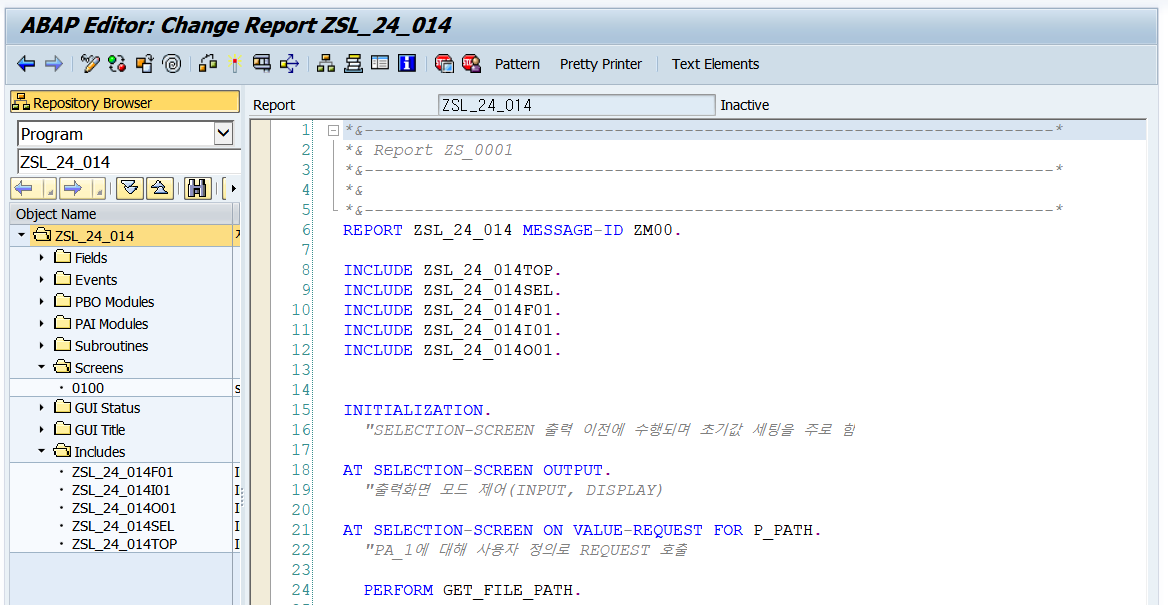 ABAP Editor: Change Report ZSL_24_014
Pattern Pretty Printer Text Elements
Repository Browser
Program
ZSL_24_014
Object Name
ZSL_24_014
Fields
Events
PBO Modules
PAI Modules
Subroutines
Screens
0100
GUI Status
GUI Title
Includes
ZSL_24_014F01
ZSL_24_014I01
ZSL_24_014O01
ZSL_24_014SEL
ZSL_24_014TOP
Report ZSL_24_014 Inactive
1 *&---------------------------------------------------------------------*
2 *& Report ZS_0001
3 *&---------------------------------------------------------------------*
4 *&
5 *&---------------------------------------------------------------------*
6 REPORT ZSL_24_014 MESSAGE-ID ZM00.
7
8 INCLUDE ZSL_24_014TOP.
9 INCLUDE ZSL_24_014SEL.
10 INCLUDE ZSL_24_014F01.
11 INCLUDE ZSL_24_014I01.
12 INCLUDE ZSL_24_014O01.
13
14
15 INITIALIZATION.
16 "SELECTION-SCREEN 출력 이전에 수행되며 초기값 세팅을 주로 함
17
18 AT SELECTION-SCREEN OUTPUT.
19 "출력화면 모드 제어(INPUT, DISPLAY)
20
21 AT SELECTION-SCREEN ON VALUE-REQUEST FOR P_PATH.
22 "PA_1에 대해 사용자 정의로 REQUEST 호출
23
24 PERFORM GET_FILE_PATH.